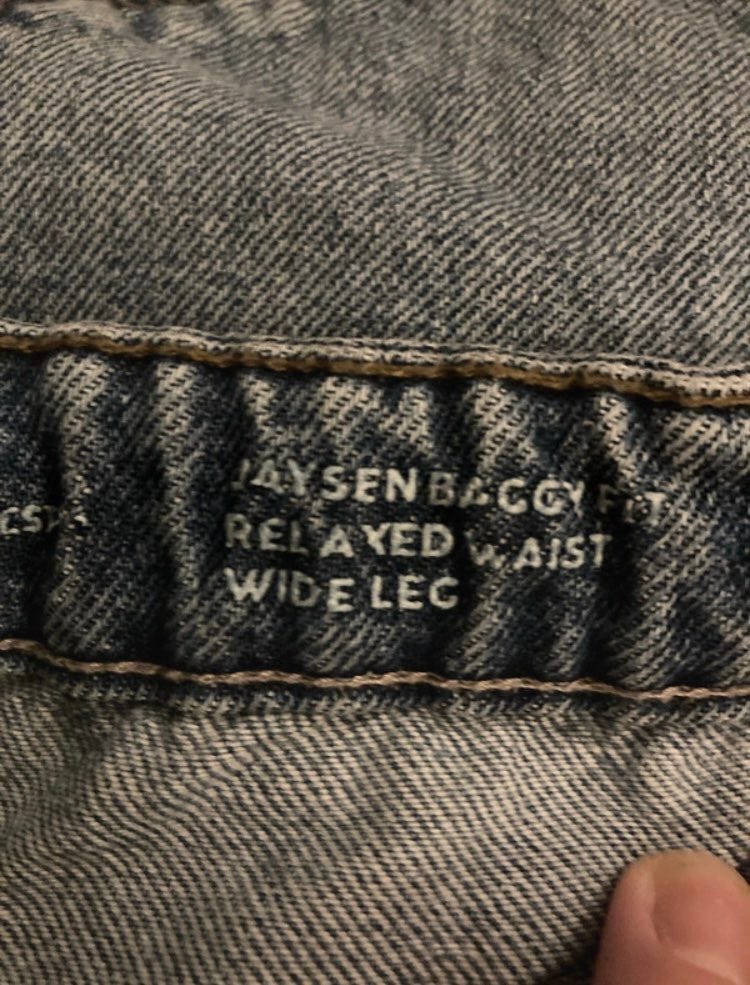 JAYSEN BAGGY FIT
RELAXED WAIST
WIDE LEG